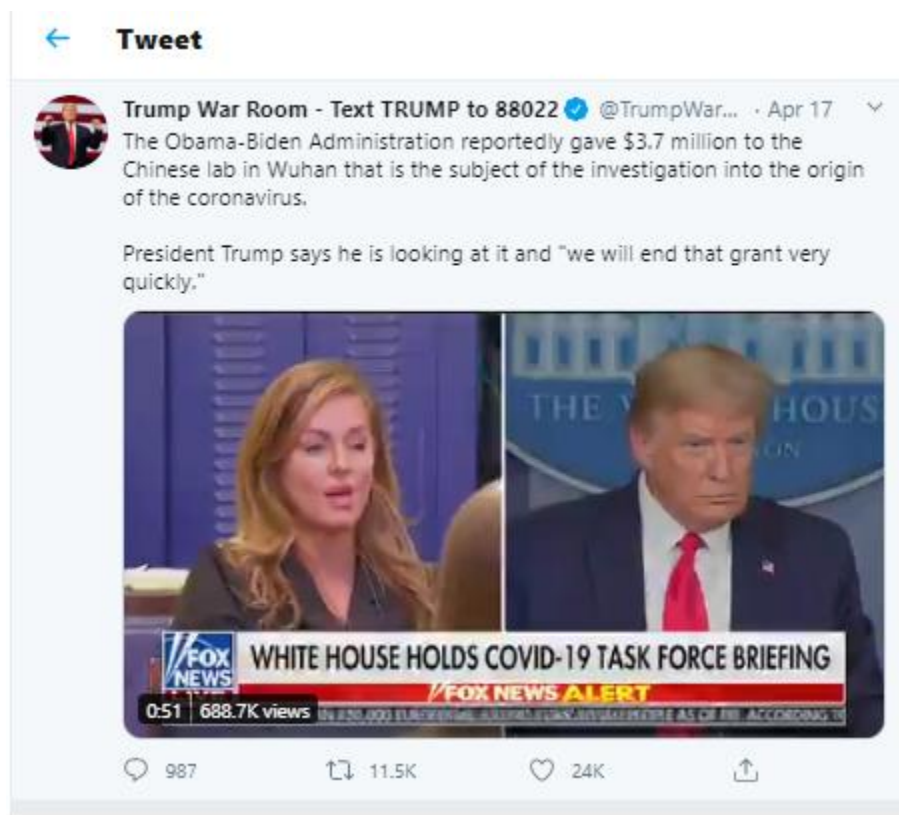 Tweet
Trump War Room - Text TRUMP to 88022 @TrumpWar... · Apr 17
The Obama-Biden Administration reportedly gave $3.7 million to the
Chinese lab in Wuhan that is the subject of the investigation into the origin
of the coronavirus.
President Trump says he is looking at it and "we will end that grant very
quickly."
THE HOUS
ON
FOX
NEWS
WHITE HOUSE HOLDS COVID-19 TASK FORCE BRIEFING
FOX NEWS ALERT
0:51 688.7K views
AS OF ACCORDING
987 11.5K 24K